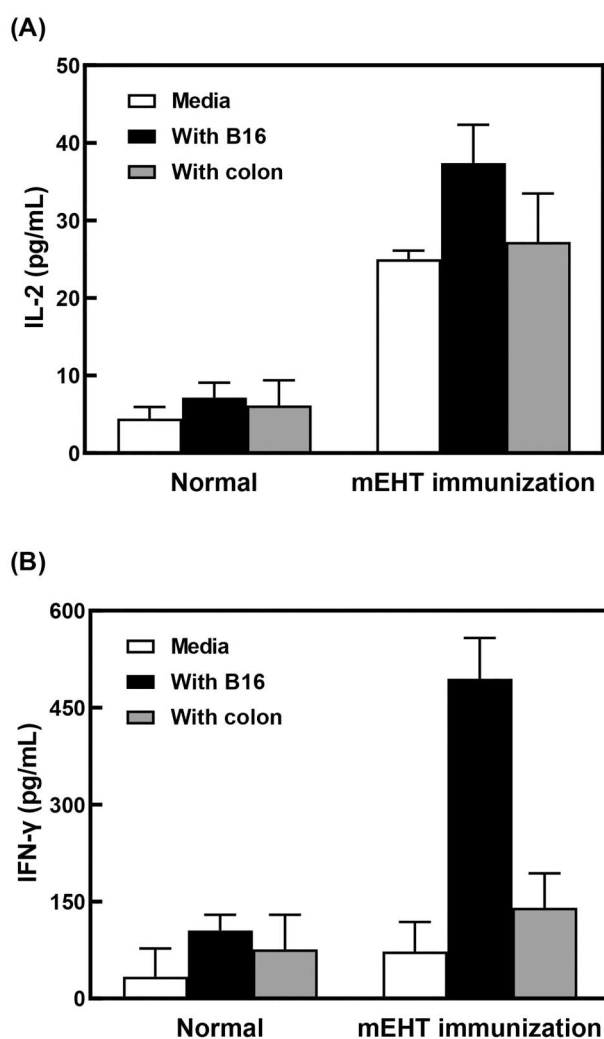 (A)
50
40
30
20
10
0
IL-2 (pg/mL)
Media
With B16
With colon
Normal
mEHT immunization
(B)
600
450
300
150
0
IFN-γ (pg/mL)
Media
With B16
With colon
Normal
mEHT immunization